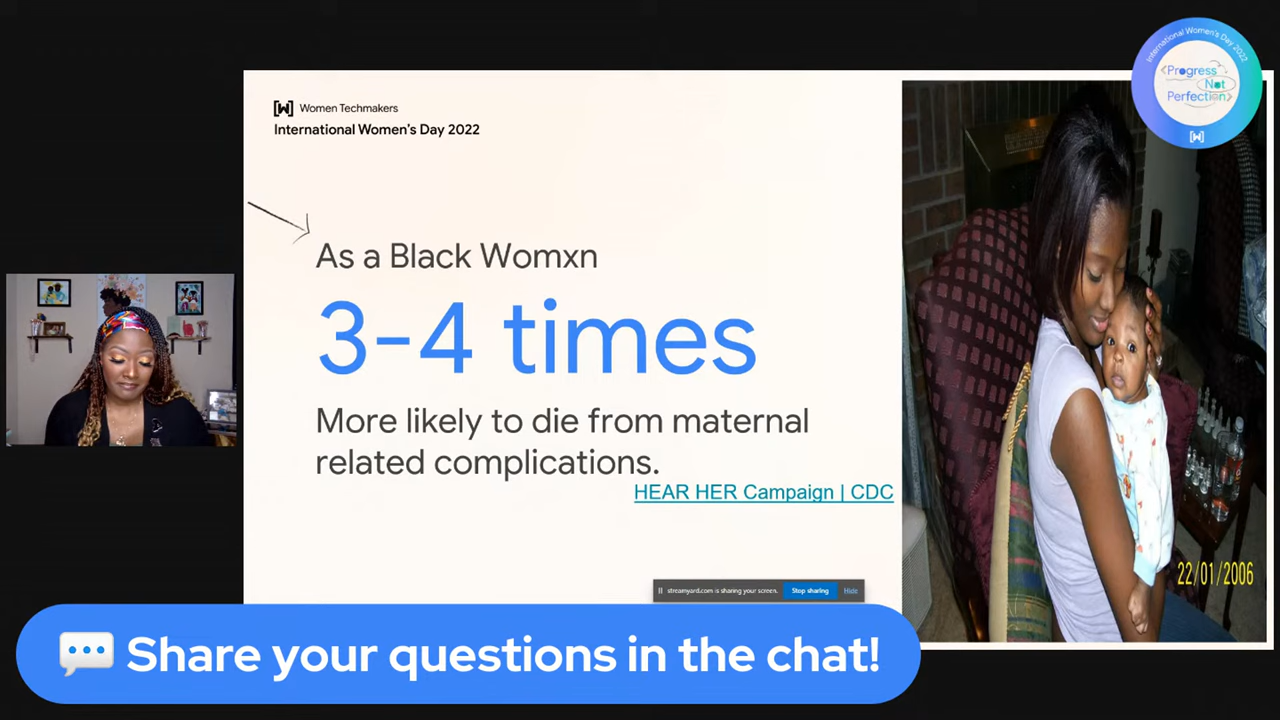 International Women's Day 2022
<Progress
Not
Perfection>
[W]
[W] Women Techmakers
International Women's Day 2022
As a Black Womxn
3-4 times
More likely to die from maternal
related complications.
HEAR HER Campaign | CDC
22/01/2006
streamyard.com is sharing your screen. Stop sharing Hide
Share your questions in the chat!